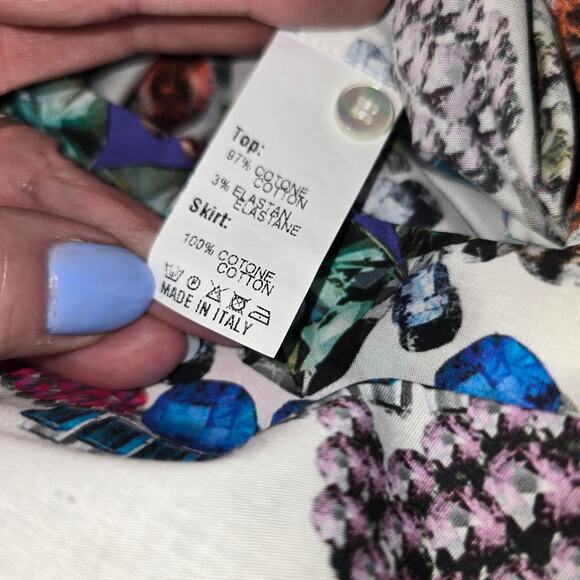 Top:
97% COTONE
COTTON
3% ELASTAN
ELASTANE
Skirt:
100% COTONE
COTTON
MADE IN ITALY